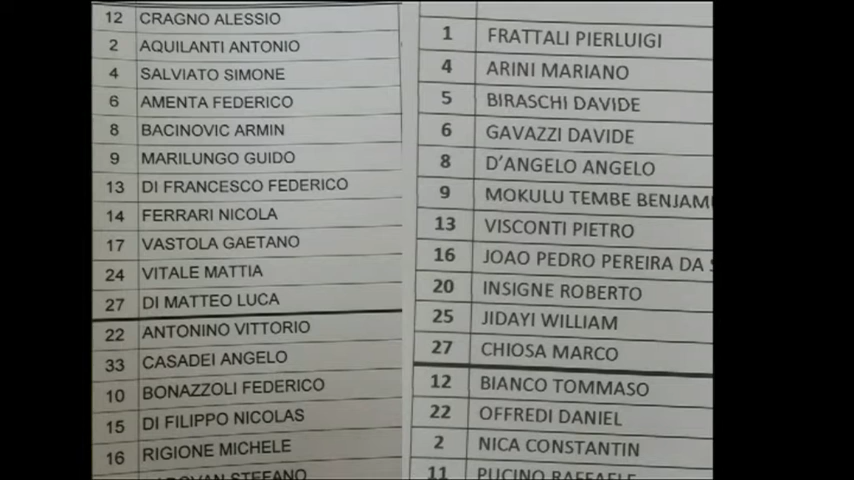 12 CRAGNO ALESSIO
2 AQUILANTI ANTONIO
4 SALVIATO SIMONE
6 AMENTA FEDERICO
8 BACINOVIC ARMIN
9 MARILUNGO GUIDO
13 DI FRANCESCO FEDERICO
14 FERRARI NICOLA
17 VASTOLA GAETANO
24 VITALE MATTIA
27 DI MATTEO LUCA
22 ANTONINO VITTORIO
33 CASADEI ANGELO
10 BONAZZOLI FEDERICO
15 DI FILIPPO NICOLAS
16 RIGIONE MICHELE
STEFANO
1 FRATTALI PIERLUIGI
4 ARINI MARIANO
5 BIRASCHI DAVIDE
6 GAVAZZI DAVIDE
8 D'ANGELO ANGELO
9 MOKULU TEMBE BENJAMU
13 VISCONTI PIETRO
16 JOAO PEDRO PEREIRA DA S
20 INSIGNE ROBERTO
25 JIDAYI WILLIAM
27 CHIOSA MARCO
12 BIANCO TOMMASO
22 OFFREDI DANIEL
2 NICA CONSTANTIN
11 PUCINO RAFFAELE